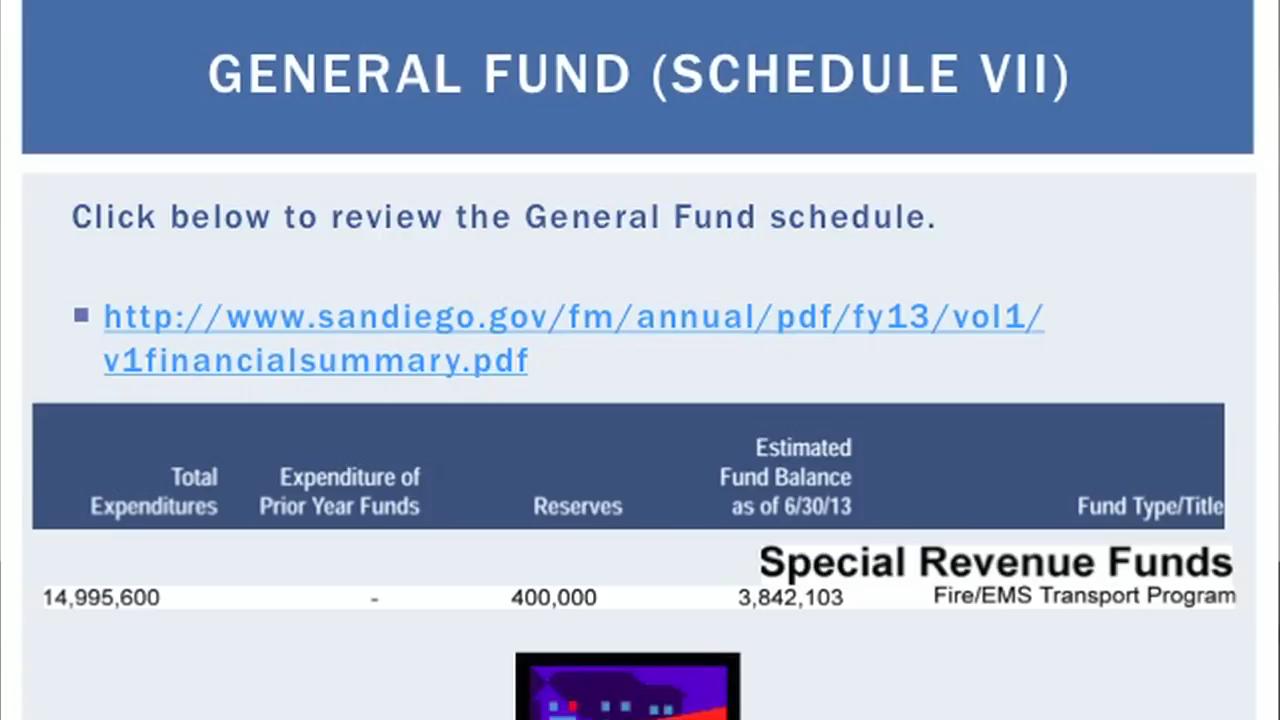 GENERAL FUND (SCHEDULE VII)
Click below to review the General Fund schedule.
http://www.sandiego.gov/fm/annual/pdf/fy13/vol1/
v1financialsummary.pdf
Total Expenditures
Expenditure of Prior Year Funds
Reserves
Estimated Fund Balance as of 6/30/13
Fund Type/Title
Special Revenue Funds
14,995,600 - 400,000 3,842,103 Fire/EMS Transport Program